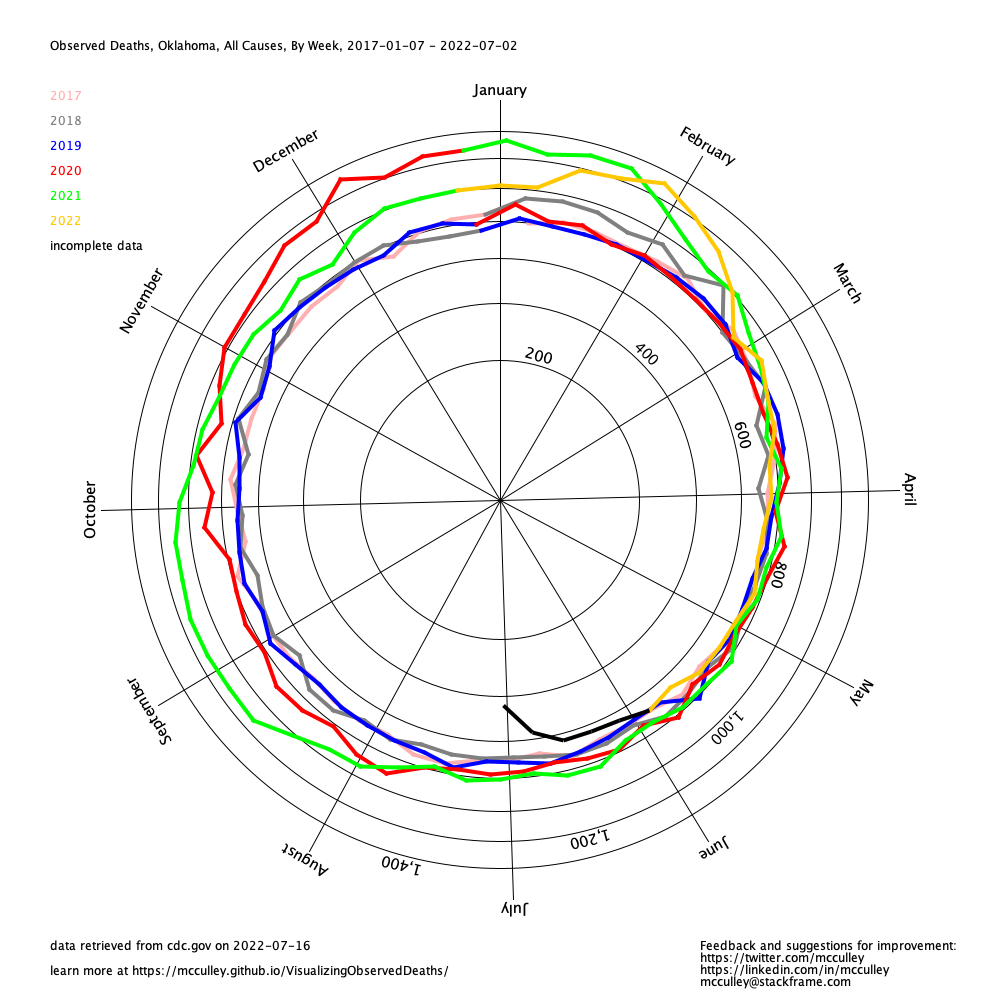 Observed Deaths, Oklahoma, All Causes, By Week, 2017-01-07 - 2022-07-02
January
2017
2018
2019
2020
2021
2022
incomplete data
December
February
November
March
200
400
600
October
April
800
September
May
1,000
August
1,400
1,200
June
July
data retrieved from cdc.gov on 2022-07-16
learn more at https://mcculley.github.io/VisualizingObservedDeaths/
Feedback and suggestions for improvement:
https://twitter.com/mcculley
https://linkedin.com/in/mcculley
mcculley@stackframe.com